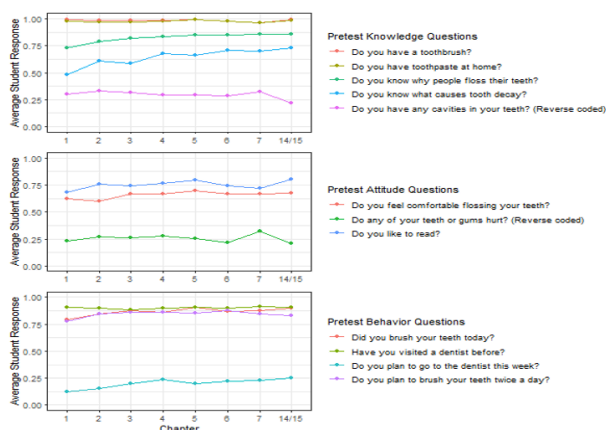 Average Student Response
1.00
0.75
0.50
0.25
0.00
1 2 3 4 5 6 7 14/15
Pretest Knowledge Questions
Do you have a toothbrush?
Do you have toothpaste at home?
Do you know why people floss their teeth?
Do you know what causes tooth decay?
Do you have any cavities in your teeth? (Reverse coded)
Average Student Response
1.00
0.75
0.50
0.25
0.00
1 2 3 4 5 6 7 14/15
Pretest Attitude Questions
Do you feel comfortable flossing your teeth?
Do any of your teeth or gums hurt? (Reverse coded)
Do you like to read?
Average Student Response
1.00
0.75
0.50
0.25
0.00
1 2 3 4 5 6 7 14/15
Chapter
Pretest Behavior Questions
Did you brush your teeth today?
Have you visited a dentist before?
Do you plan to go to the dentist this week?
Do you plan to brush your teeth twice a day?